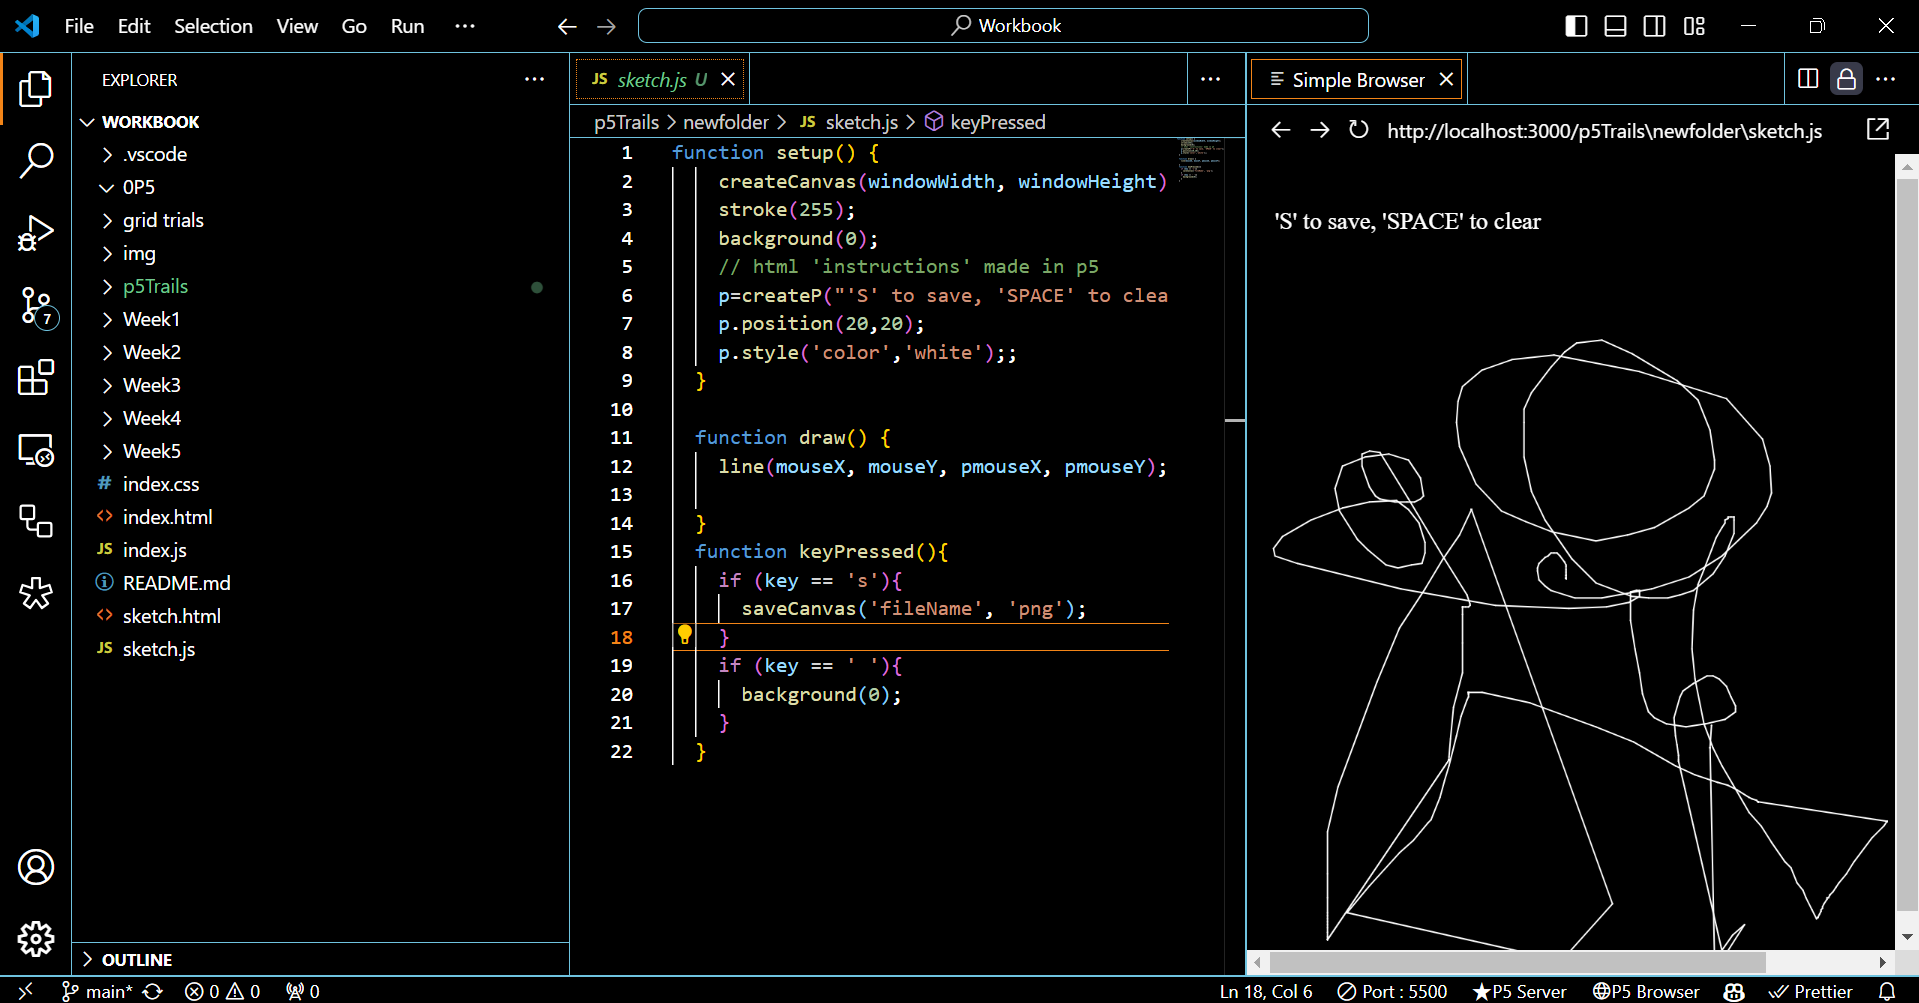 File Edit Selection View Go Run ···
Workbook
EXPLORER ···
WORKBOOK
.vscode
0P5
grid trials
img
p5Trails
Week1
Week2
Week3
Week4
Week5
# index.css
<> index.html
JS index.js
README.md
<> sketch.html
JS sketch.js
OUTLINE
7
JS sketch.js U
p5Trails > newfolder > JS sketch.js > keyPressed
1 function setup() {
2 createCanvas(windowWidth, windowHeight)
3 stroke(255);
4 background(0);
5 // html 'instructions' made in p5
6 p=createP("'S' to save, 'SPACE' to clea
7 p.position(20,20);
8 p.style('color','white');;
9 }
10
11 function draw() {
12 line(mouseX, mouseY, pmouseX, pmouseY);
13
14 }
15 function keyPressed(){
16 if (key == 's'){
17 saveCanvas('fileName', 'png');
18 }
19 if (key == ' '){
20 background(0);
21 }
22 }
Simple Browser
http://localhost:3000/p5Trails\newfolder\sketch.js
'S' to save, 'SPACE' to clear
main* 0 0 0 Ln 18, Col 6 Port : 5500 ★P5 Server P5 Browser Prettier